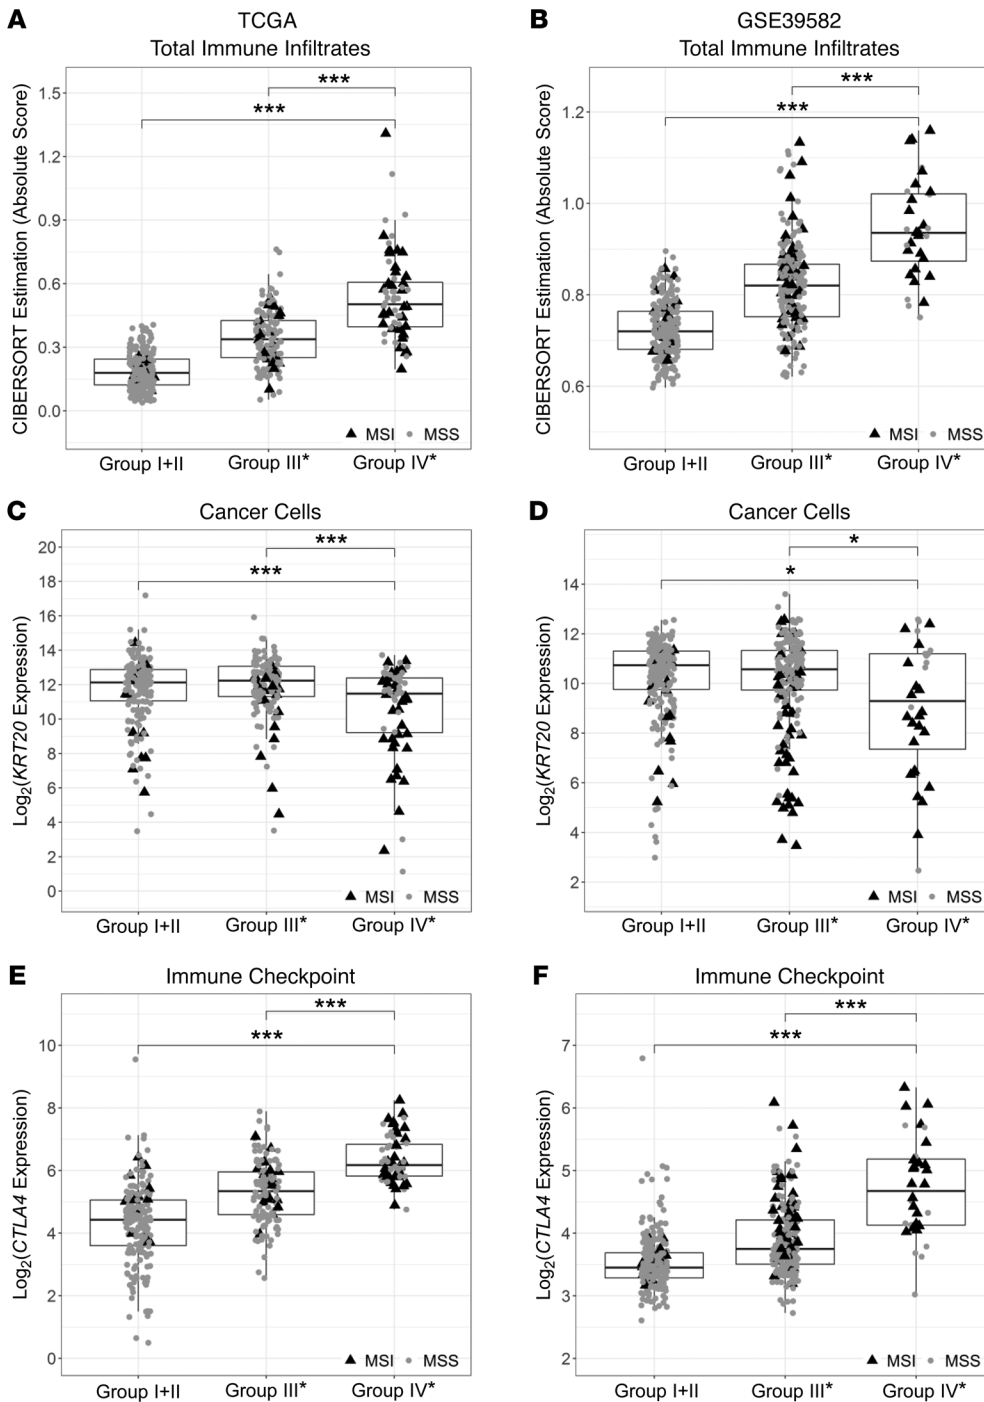 A
TCGA
Total Immune Infiltrates
CIBERSORT Estimation (Absolute Score)
1.5
1.2
0.9
0.6
0.3
0.0
***
***
MSI MSS
Group I+II Group III* Group IV*
B
GSE39582
Total Immune Infiltrates
CIBERSORT Estimation (Absolute Score)
1.2
1.0
0.8
0.6
***
***
MSI MSS
Group I+II Group III* Group IV*
C
Cancer Cells
Log2(KRT20 Expression)
20
18
16
14
12
10
8
6
4
2
0
***
***
MSI MSS
Group I+II Group III* Group IV*
D
Cancer Cells
Log2(KRT20 Expression)
14
12
10
8
6
4
2
*
*
MSI MSS
Group I+II Group III* Group IV*
E
Immune Checkpoint
Log2(CTLA4 Expression)
10
8
6
4
2
0
***
***
MSI MSS
Group I+II Group III* Group IV*
F
Immune Checkpoint
Log2(CTLA4 Expression)
7
6
5
4
3
2
***
***
MSI MSS
Group I+II Group III* Group IV*